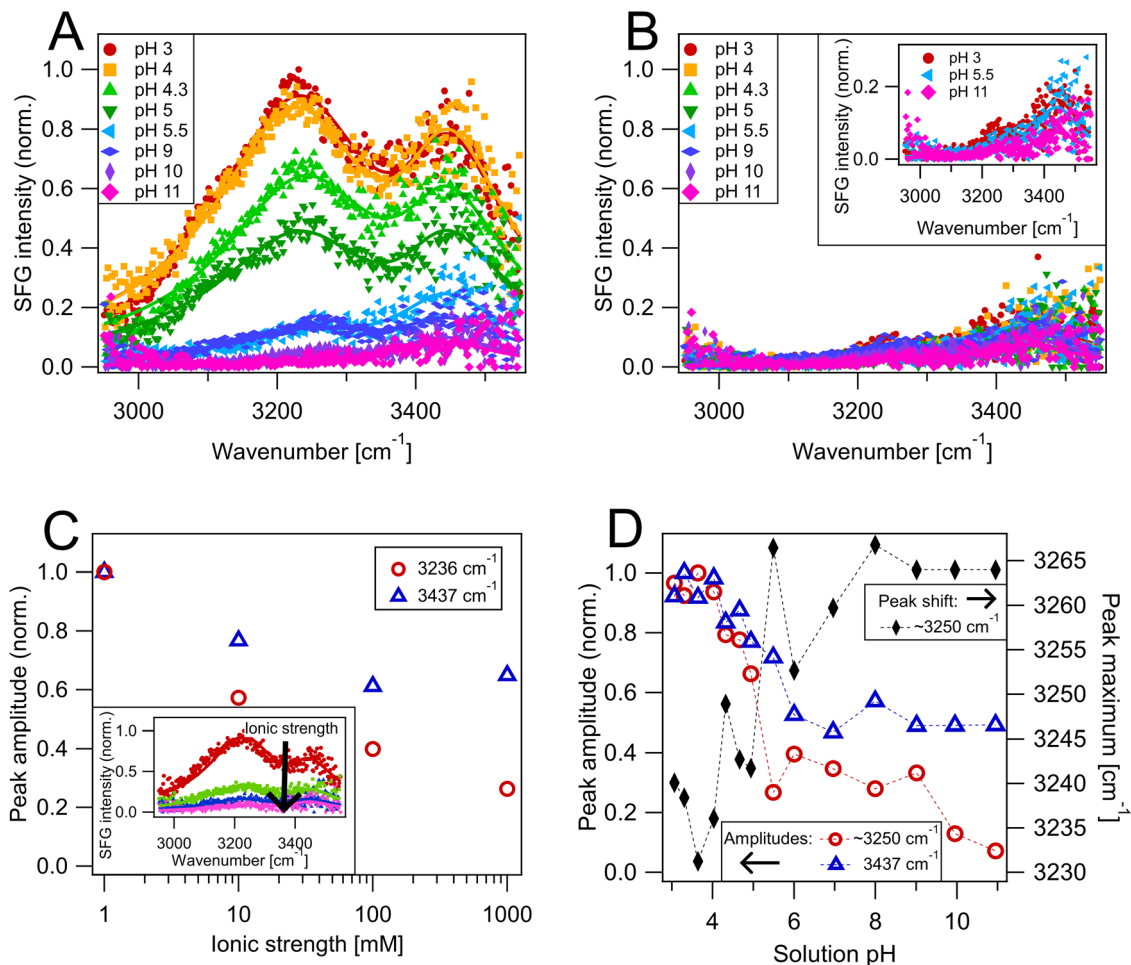 A
pH 3
pH 4
pH 4.3
pH 5
pH 5.5
pH 9
pH 10
pH 11
SFG intensity (norm.)
1.0
0.8
0.6
0.4
0.2
0.0
3000
3200
3400
Wavenumber [cm⁻¹]
B
pH 3
pH 4
pH 4.3
pH 5
pH 5.5
pH 9
pH 10
pH 11
SFG intensity (norm.)
1.0
0.8
0.6
0.4
0.2
0.0
3000
3200
3400
Wavenumber [cm⁻¹]
pH 3
pH 5.5
pH 11
SFG intensity (norm.)
0.2
0.0
3000
3200
3400
Wavenumber [cm⁻¹]
C
3236 cm⁻¹
3437 cm⁻¹
Peak amplitude (norm.)
1.0
0.8
0.6
0.4
0.2
0.0
1
10
100
1000
Ionic strength [mM]
Ionic strength
SFG intensity (norm.)
1.0
0.5
0.0
3000
3200
3400
Wavenumber [cm⁻¹]
D
Peak amplitude (norm.)
1.0
0.8
0.6
0.4
0.2
0.0
Peak shift:
~3250 cm⁻¹
Amplitudes:
~3250 cm⁻¹
3437 cm⁻¹
4
6
8
10
Solution pH
3265
3260
3255
3250
3245
3240
3235
3230
Peak maximum [cm⁻¹]